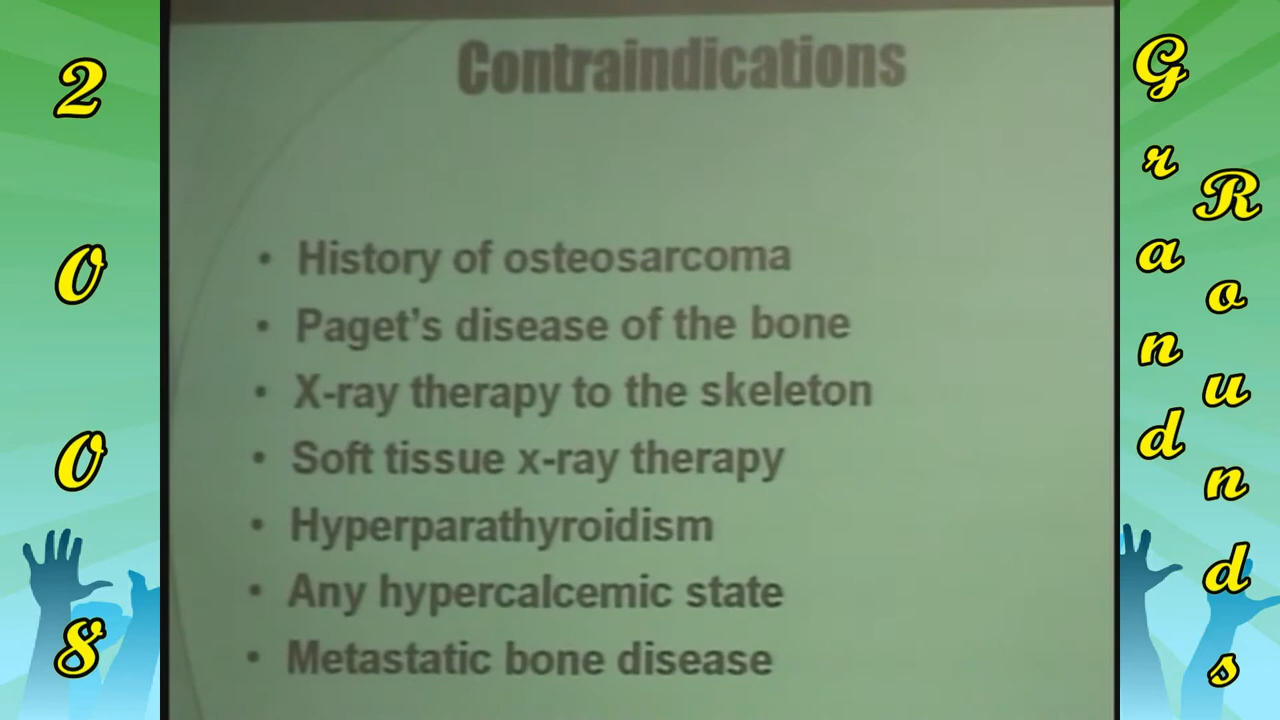 2008
Contraindications
• History of osteosarcoma
• Paget's disease of the bone
• X-ray therapy to the skeleton
• Soft tissue x-ray therapy
• Hyperparathyroidism
• Any hypercalcemic state
• Metastatic bone disease
Grand
Rounds